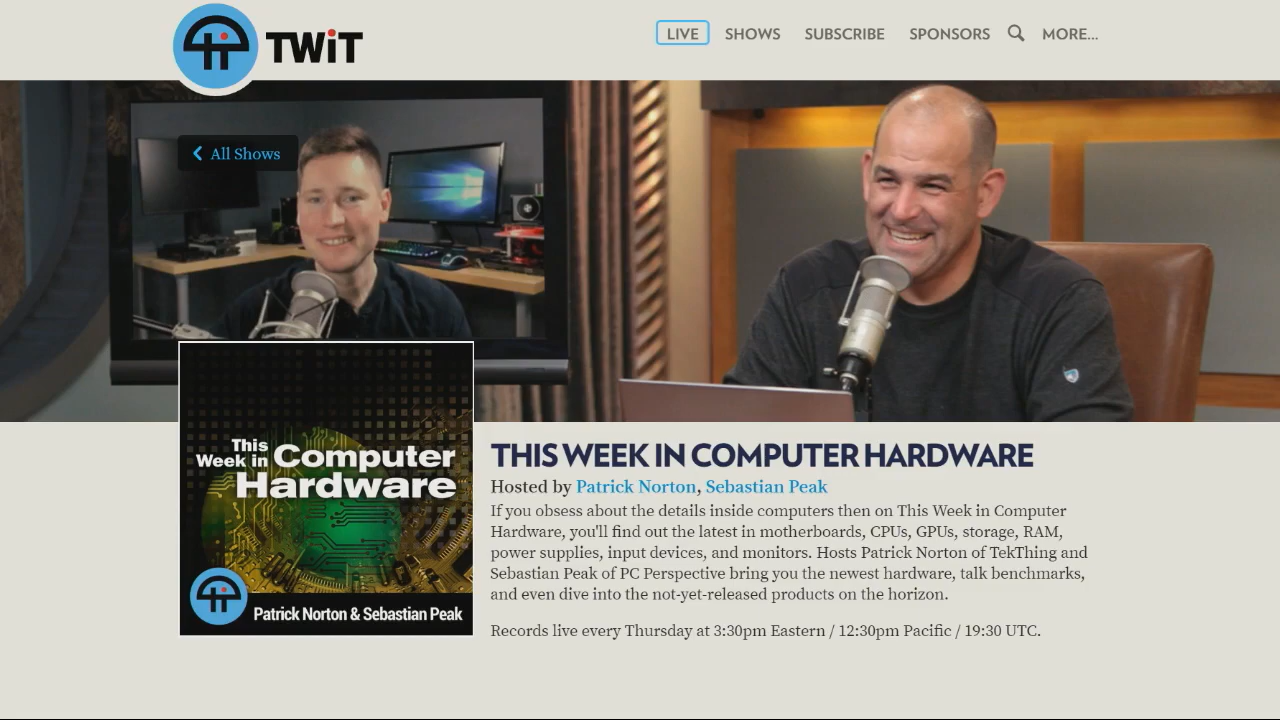 TWiT
LIVE SHOWS SUBSCRIBE SPONSORS MORE...
All Shows
This
Week in Computer
Hardware
Patrick Norton & Sebastian Peak
THIS WEEK IN COMPUTER HARDWARE
Hosted by Patrick Norton, Sebastian Peak
If you obsess about the details inside computers then on This Week in Computer
Hardware, you'll find out the latest in motherboards, CPUs, GPUs, storage, RAM,
power supplies, input devices, and monitors. Hosts Patrick Norton of TekThing and
Sebastian Peak of PC Perspective bring you the newest hardware, talk benchmarks,
and even dive into the not-yet-released products on the horizon.
Records live every Thursday at 3:30pm Eastern / 12:30pm Pacific / 19:30 UTC.